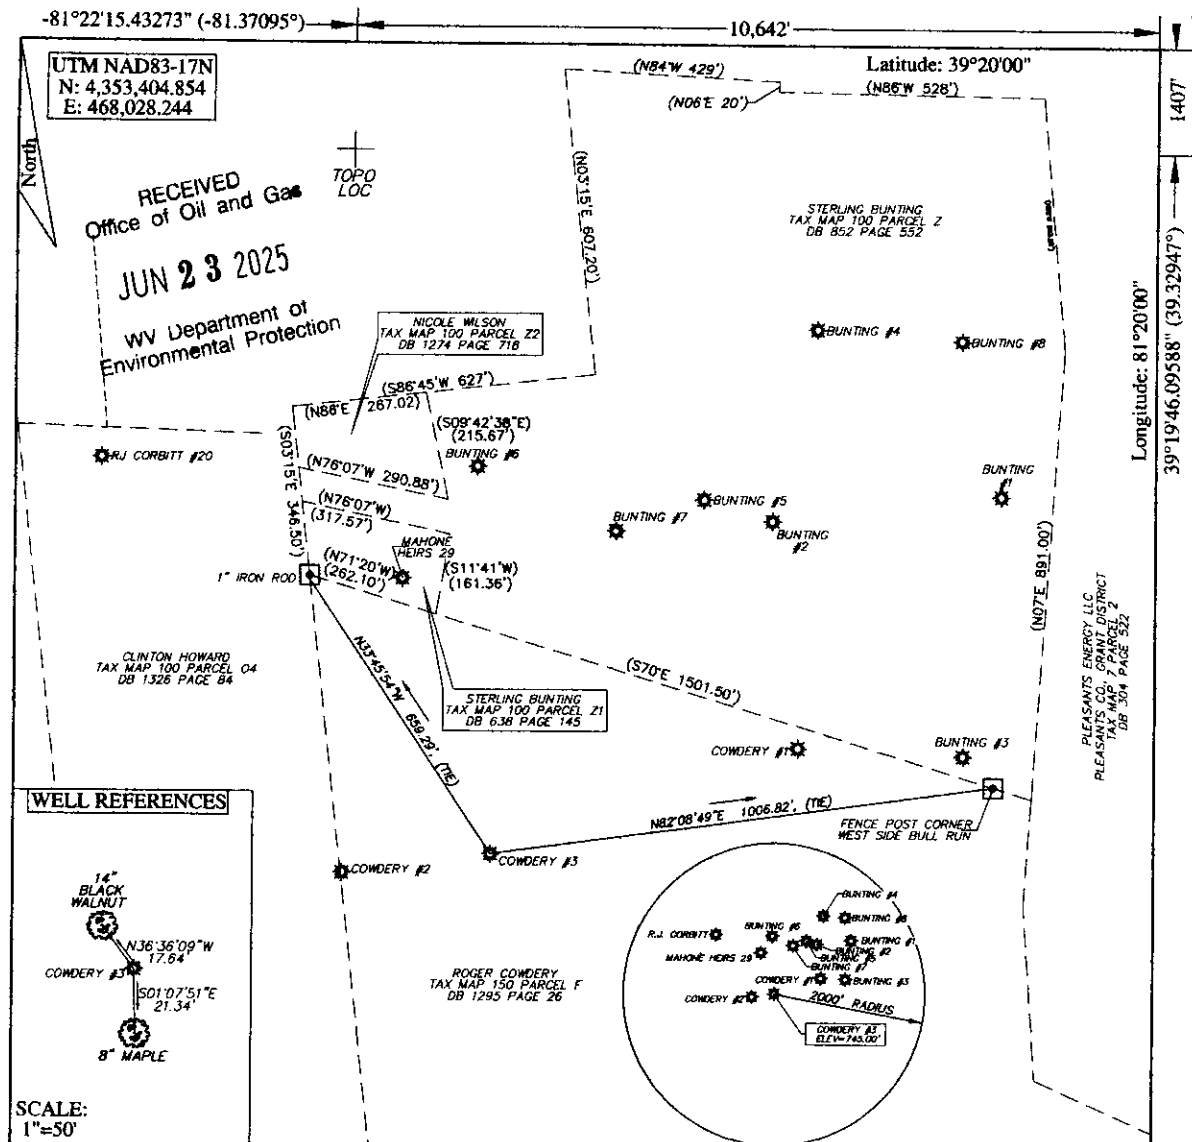 -81°22'15.43273" (-81.37095°)
10,642'
UTM NAD83-17N
N: 4,353,404.854
E: 468,028.244
Latitude: 39°20'00"
1407'
(N84°W 429')
(N86°W 528')
(N06°E 20')
North
TOPO
LOC
RECEIVED
Office of Oil and Gas
JUN 23 2025
WV Department of
Environmental Protection
(N03°15'E 607.20')
STERLING BUNTING
TAX MAP 100 PARCEL Z
DB 852 PAGE 552
Longitude: 81°20'00"
39°19'46.09588" (39.32947°)
NICOLE WILSON
TAX MAP 100 PARCEL Z2
DB 1274 PAGE 718
BUNTING #4
BUNTING #8
(S86°45'W 627')
(N86°E 267.02)
(S09°42'38"E)
(215.67')
BUNTING #6
RJ CORBITT #20
(S03°15'E 346.50')
(N76°07'W 290.88')
(N76°07'W)
(317.57')
BUNTING
#1
BUNTING #5
BUNTING #7
BUNTING
#2
MAHONE
HEIRS 29
(N71°20'W)
(262.10')
(S11°41'W)
(161.36')
1" IRON ROD
(N07°E 891.00')
PLEASANTS ENERGY LLC
PLEASANTS CO., GRANT DISTRICT
TAX MAP 7 PARCEL 2
DB 304 PAGE 522
CLINTON HOWARD
TAX MAP 100 PARCEL O4
DB 1326 PAGE 84
N33°45'54"W 659.29', (TIE)
(S70°E 1501.50')
STERLING BUNTING
TAX MAP 100 PARCEL Z1
DB 638 PAGE 145
COWDERY #1
BUNTING #3
N82°08'49"E 1006.82', (TIE)
FENCE POST CORNER
WEST SIDE BULL RUN
WELL REFERENCES
COWDERY #2
COWDERY #3
14"
BLACK
WALNUT
N36°36'09"W
17.64'
COWDERY #3
S01°07'51"E
21.34'
8" MAPLE
ROGER COWDERY
TAX MAP 150 PARCEL F
DB 1295 PAGE 26
BUNTING #4
BUNTING #8
BUNTING #6
R.J. CORBITT
BUNTING #1
BUNTING #2
MAHONE HEIRS 29
BUNTING #5
BUNTING #7
COWDERY #1
BUNTING #3
COWDERY #2
2000' RADIUS
COWDERY #3
ELEV=745.00'
SCALE:
1"=50'